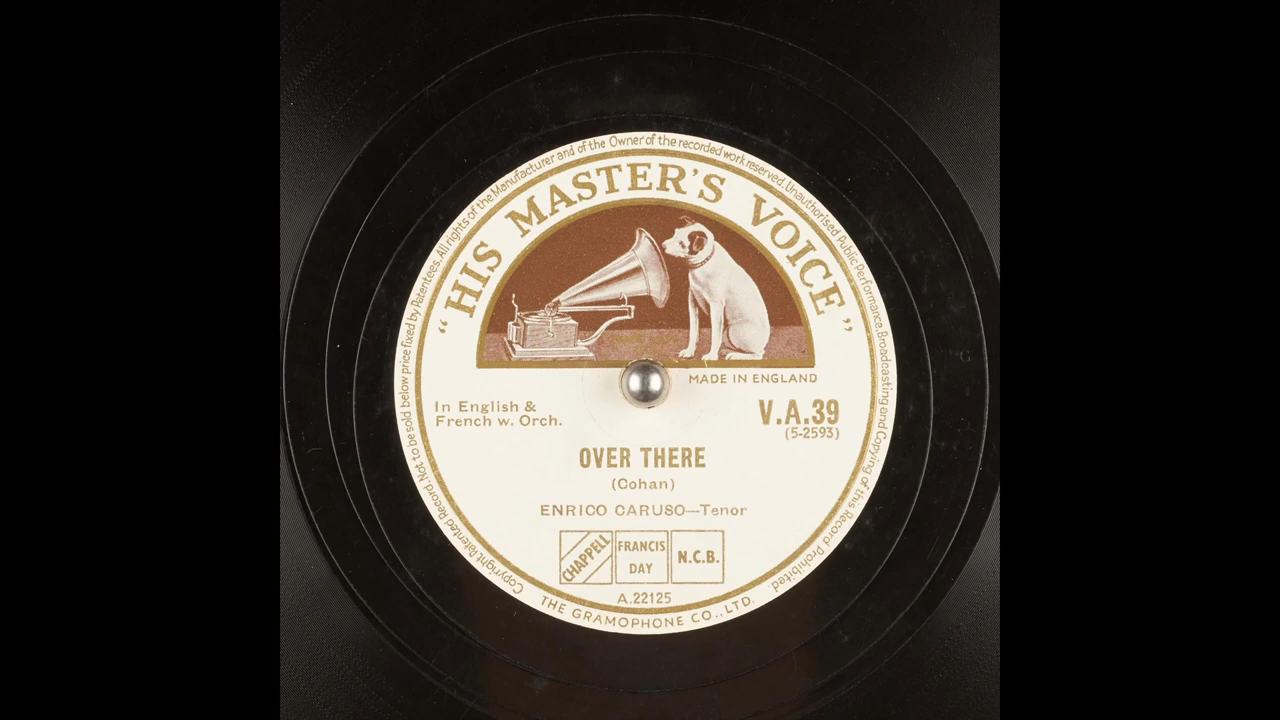 Copyright Patented Record. Not to be sold below price fixed by Patentees. All rights of the Manufacturer and of the Owner of the recorded work reserved. Unauthorised Public Performance, Broadcasting and Copying of this Record Prohibited.
"HIS MASTER'S VOICE"
MADE IN ENGLAND
In English &
French w. Orch.
V.A.39
(5-2593)
OVER THERE
(Cohan)
ENRICO CARUSO—Tenor
CHAPPELL
FRANCIS
DAY
N.C.B.
A.22125
THE GRAMOPHONE CO., LTD.